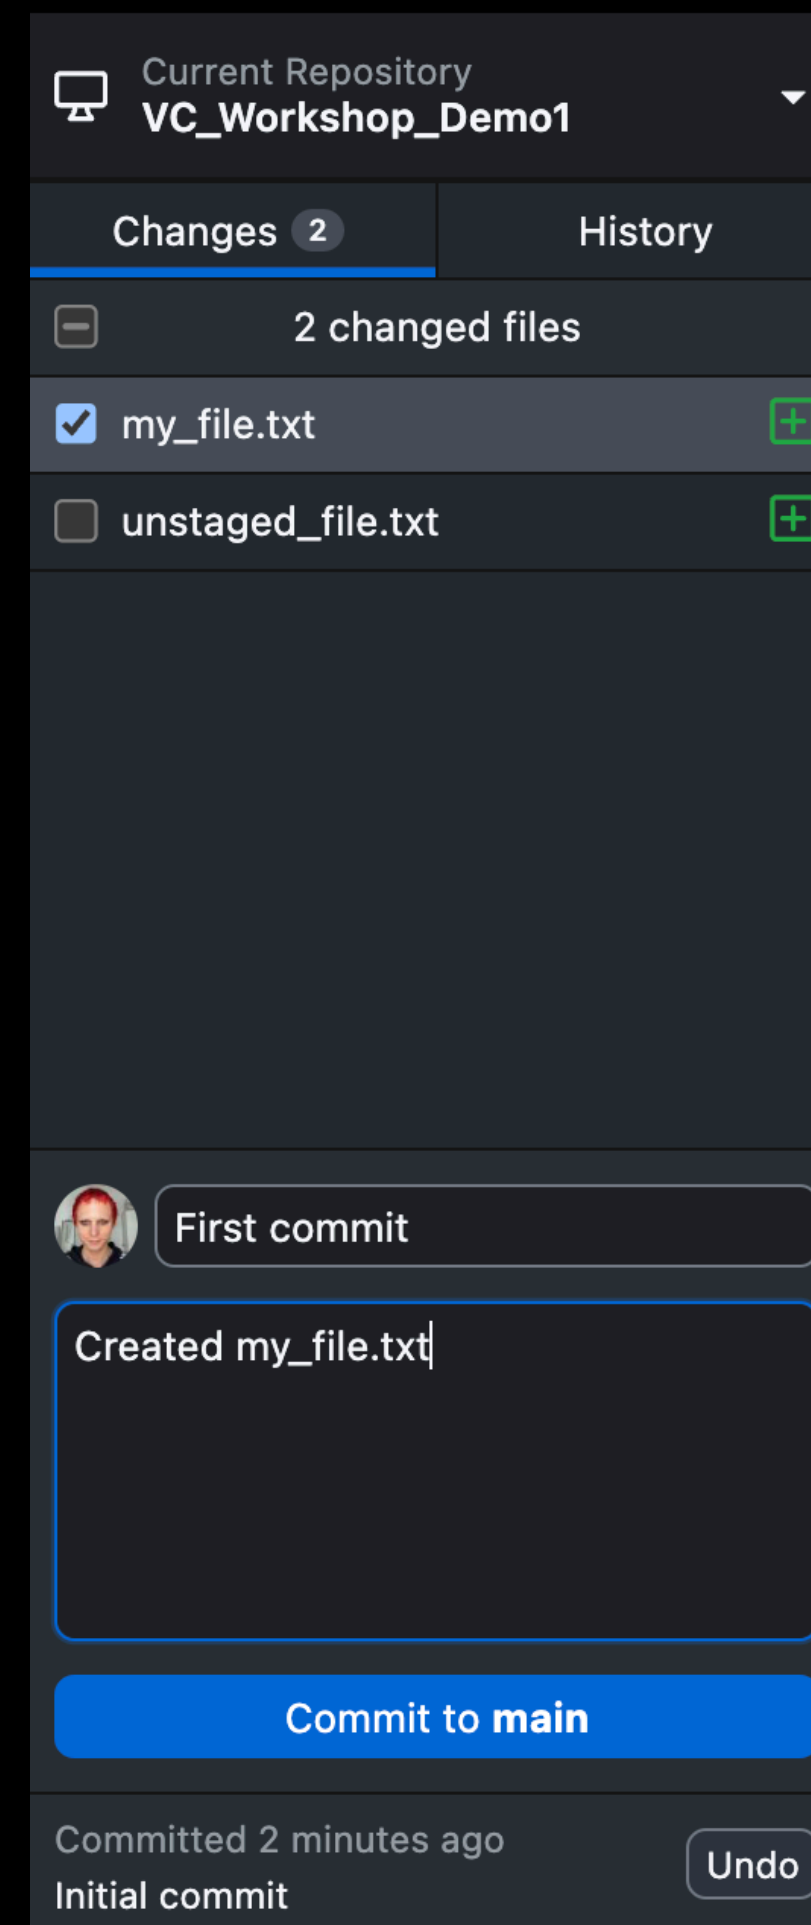 Current Repository
VC_Workshop_Demo1
Changes 2
History
2 changed files
my_file.txt
unstaged_file.txt
First commit
Created my_file.txt
Commit to main
Committed 2 minutes ago
Initial commit
Undo